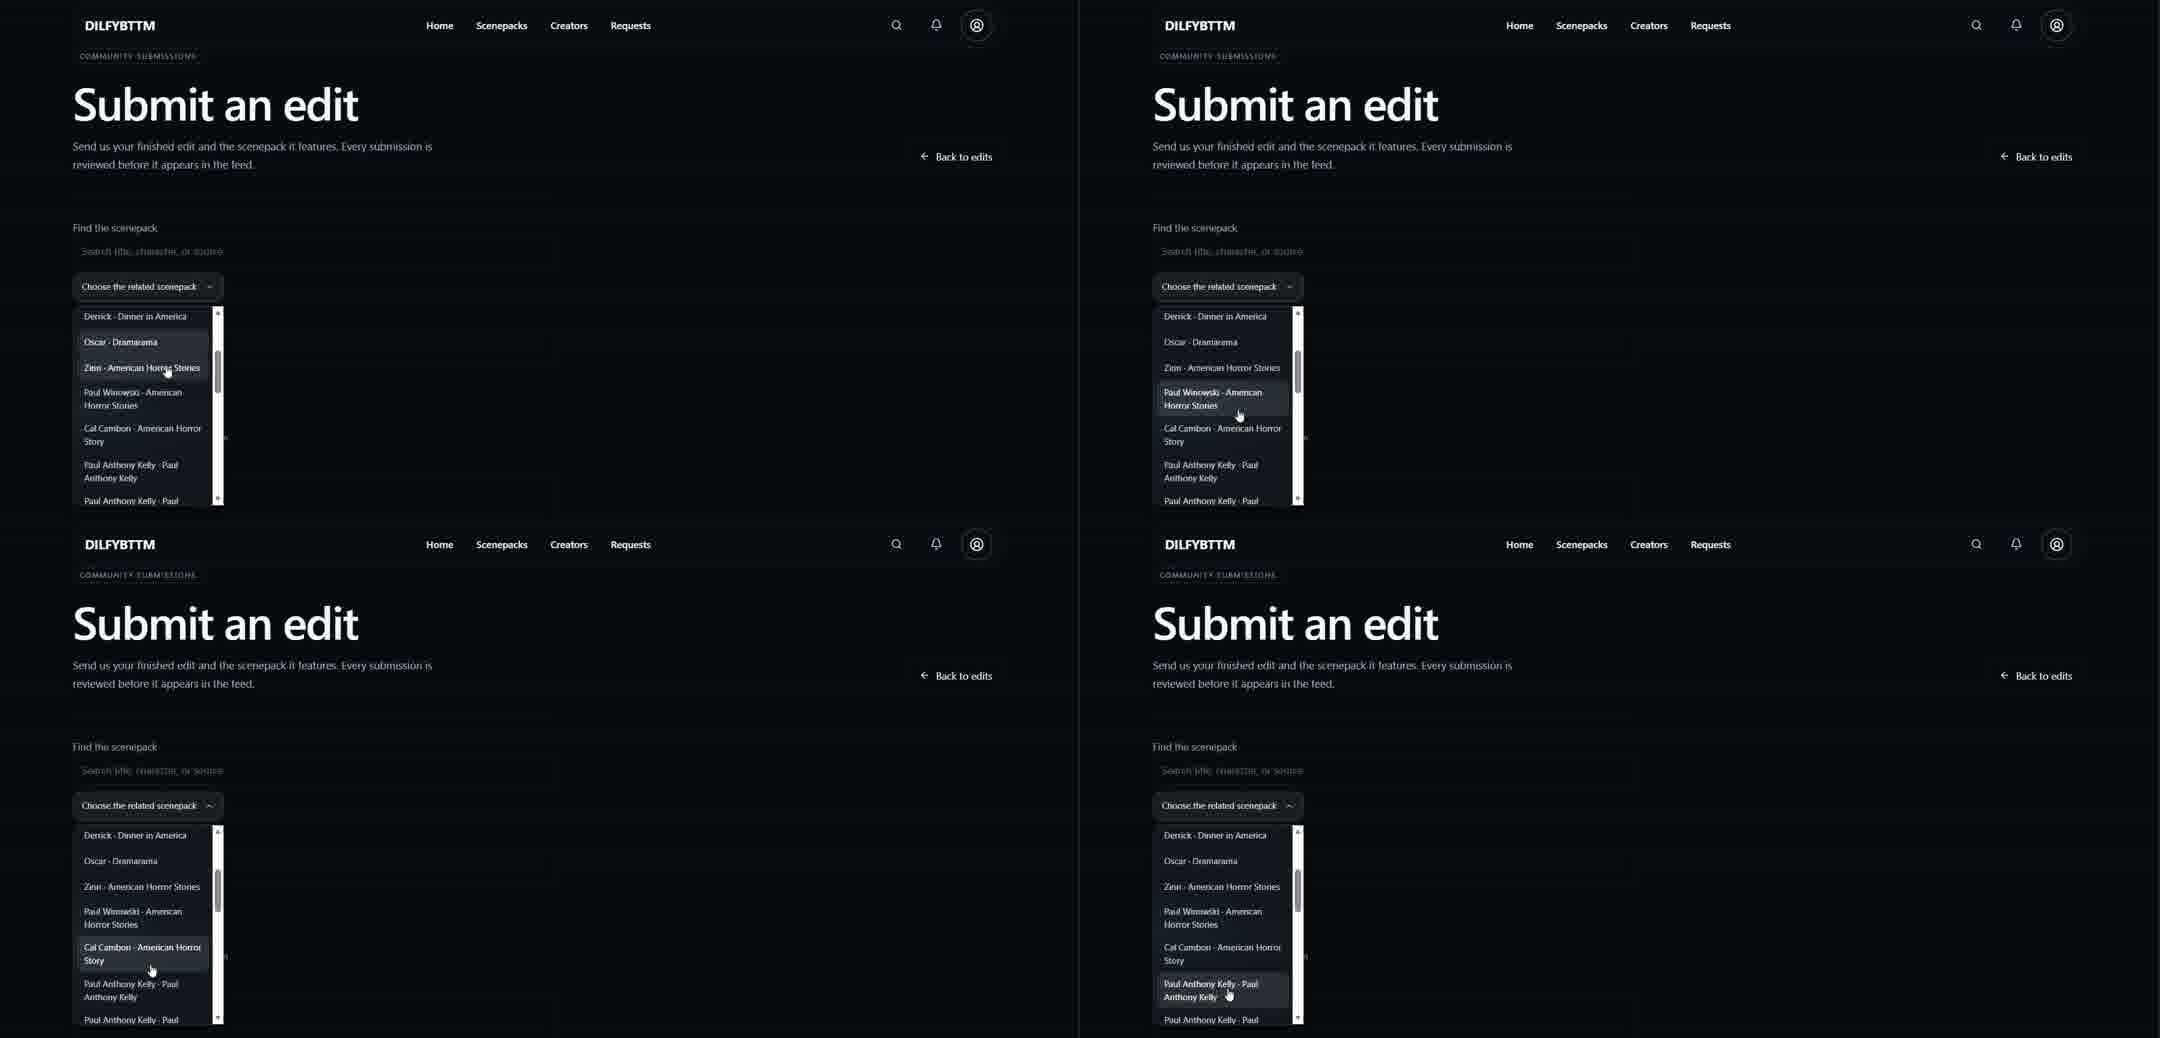 DILFYBTTM
Home Scenepacks Creators Requests
COMMUNITY SUBMISSIONS
Submit an edit
Send us your finished edit and the scenepack it features. Every submission is
reviewed before it appears in the feed.
← Back to edits
Find the scenepack
Search title, character, or source
Choose the related scenepack
Derrick - Dinner in America
Oscar - Dramarama
Zinn - American Horror Stories
Paul Winowski - American
Horror Stories
Cal Cambon - American Horror
Story
Paul Anthony Kelly - Paul
Anthony Kelly
Paul Anthony Kelly - Paul
DILFYBTTM
Home Scenepacks Creators Requests
COMMUNITY SUBMISSIONS
Submit an edit
Send us your finished edit and the scenepack it features. Every submission is
reviewed before it appears in the feed.
← Back to edits
Find the scenepack
Search title, character, or source
Choose the related scenepack
Derrick - Dinner in America
Oscar - Dramarama
Zinn - American Horror Stories
Paul Winowski - American
Horror Stories
Cal Cambon - American Horror
Story
Paul Anthony Kelly - Paul
Anthony Kelly
Paul Anthony Kelly - Paul
DILFYBTTM
Home Scenepacks Creators Requests
COMMUNITY SUBMISSIONS
Submit an edit
Send us your finished edit and the scenepack it features. Every submission is
reviewed before it appears in the feed.
← Back to edits
Find the scenepack
Search title, character, or source
Choose the related scenepack
Derrick - Dinner in America
Oscar - Dramarama
Zinn - American Horror Stories
Paul Winowski - American
Horror Stories
Cal Cambon - American Horror
Story
Paul Anthony Kelly - Paul
Anthony Kelly
Paul Anthony Kelly - Paul
DILFYBTTM
Home Scenepacks Creators Requests
COMMUNITY SUBMISSIONS
Submit an edit
Send us your finished edit and the scenepack it features. Every submission is
reviewed before it appears in the feed.
← Back to edits
Find the scenepack
Search title, character, or source
Choose the related scenepack
Derrick - Dinner in America
Oscar - Dramarama
Zinn - American Horror Stories
Paul Winowski - American
Horror Stories
Cal Cambon - American Horror
Story
Paul Anthony Kelly - Paul
Anthony Kelly
Paul Anthony Kelly - Paul